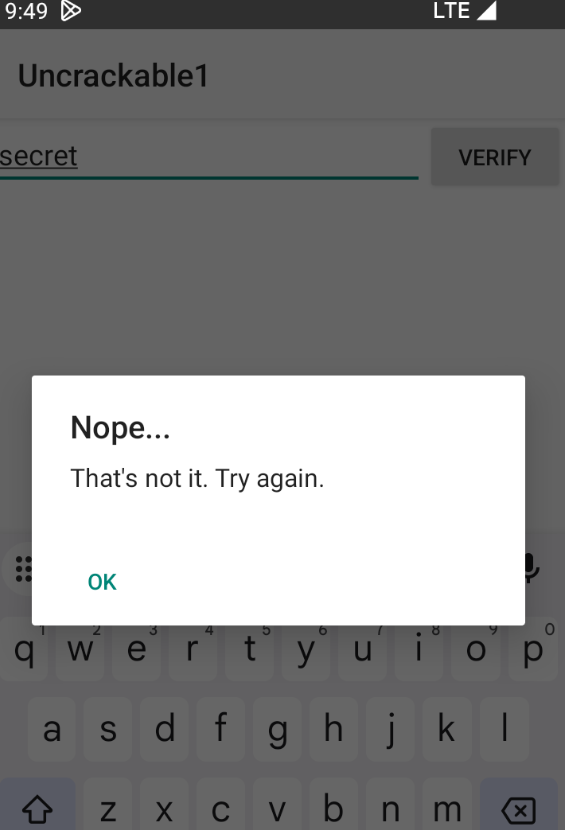 9:49 LTE
Uncrackable1
secret VERIFY
Nope...
That's not it. Try again.
OK
1 2 3 4 5 6 7 8 9 0
q w e r t y u i o p
a s d f g h j k l
z x c v b n m